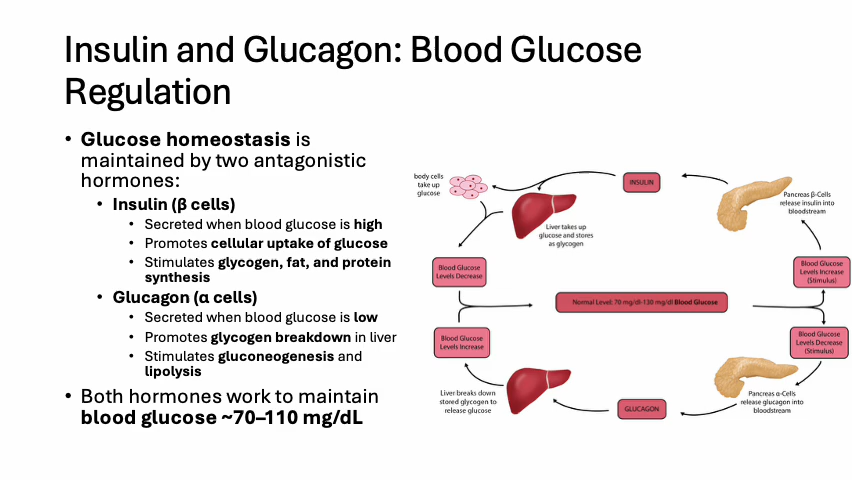 Insulin and Glucagon: Blood Glucose
Regulation
• Glucose homeostasis is
maintained by two antagonistic
hormones:
• Insulin (β cells)
• Secreted when blood glucose is high
• Promotes cellular uptake of glucose
• Stimulates glycogen, fat, and protein
synthesis
• Glucagon (α cells)
• Secreted when blood glucose is low
• Promotes glycogen breakdown in liver
• Stimulates gluconeogenesis and
lipolysis
• Both hormones work to maintain
blood glucose ~70–110 mg/dL
body cells
take up
glucose
INSULIN
Pancreas β-Cells
release insulin into
bloodstream
Liver takes up
glucose and stores
as glycogen
Blood Glucose
Levels Decrease
Blood Glucose
Levels Increase
(Stimulus)
Normal Level: 70 mg/dl-130 mg/dl Blood Glucose
Blood Glucose
Levels Increase
Blood Glucose
Levels Decrease
(Stimulus)
Liver breaks down
stored glycogen to
release glucose
GLUCAGON
Pancreas α-Cells
release glucagon into
bloodstream